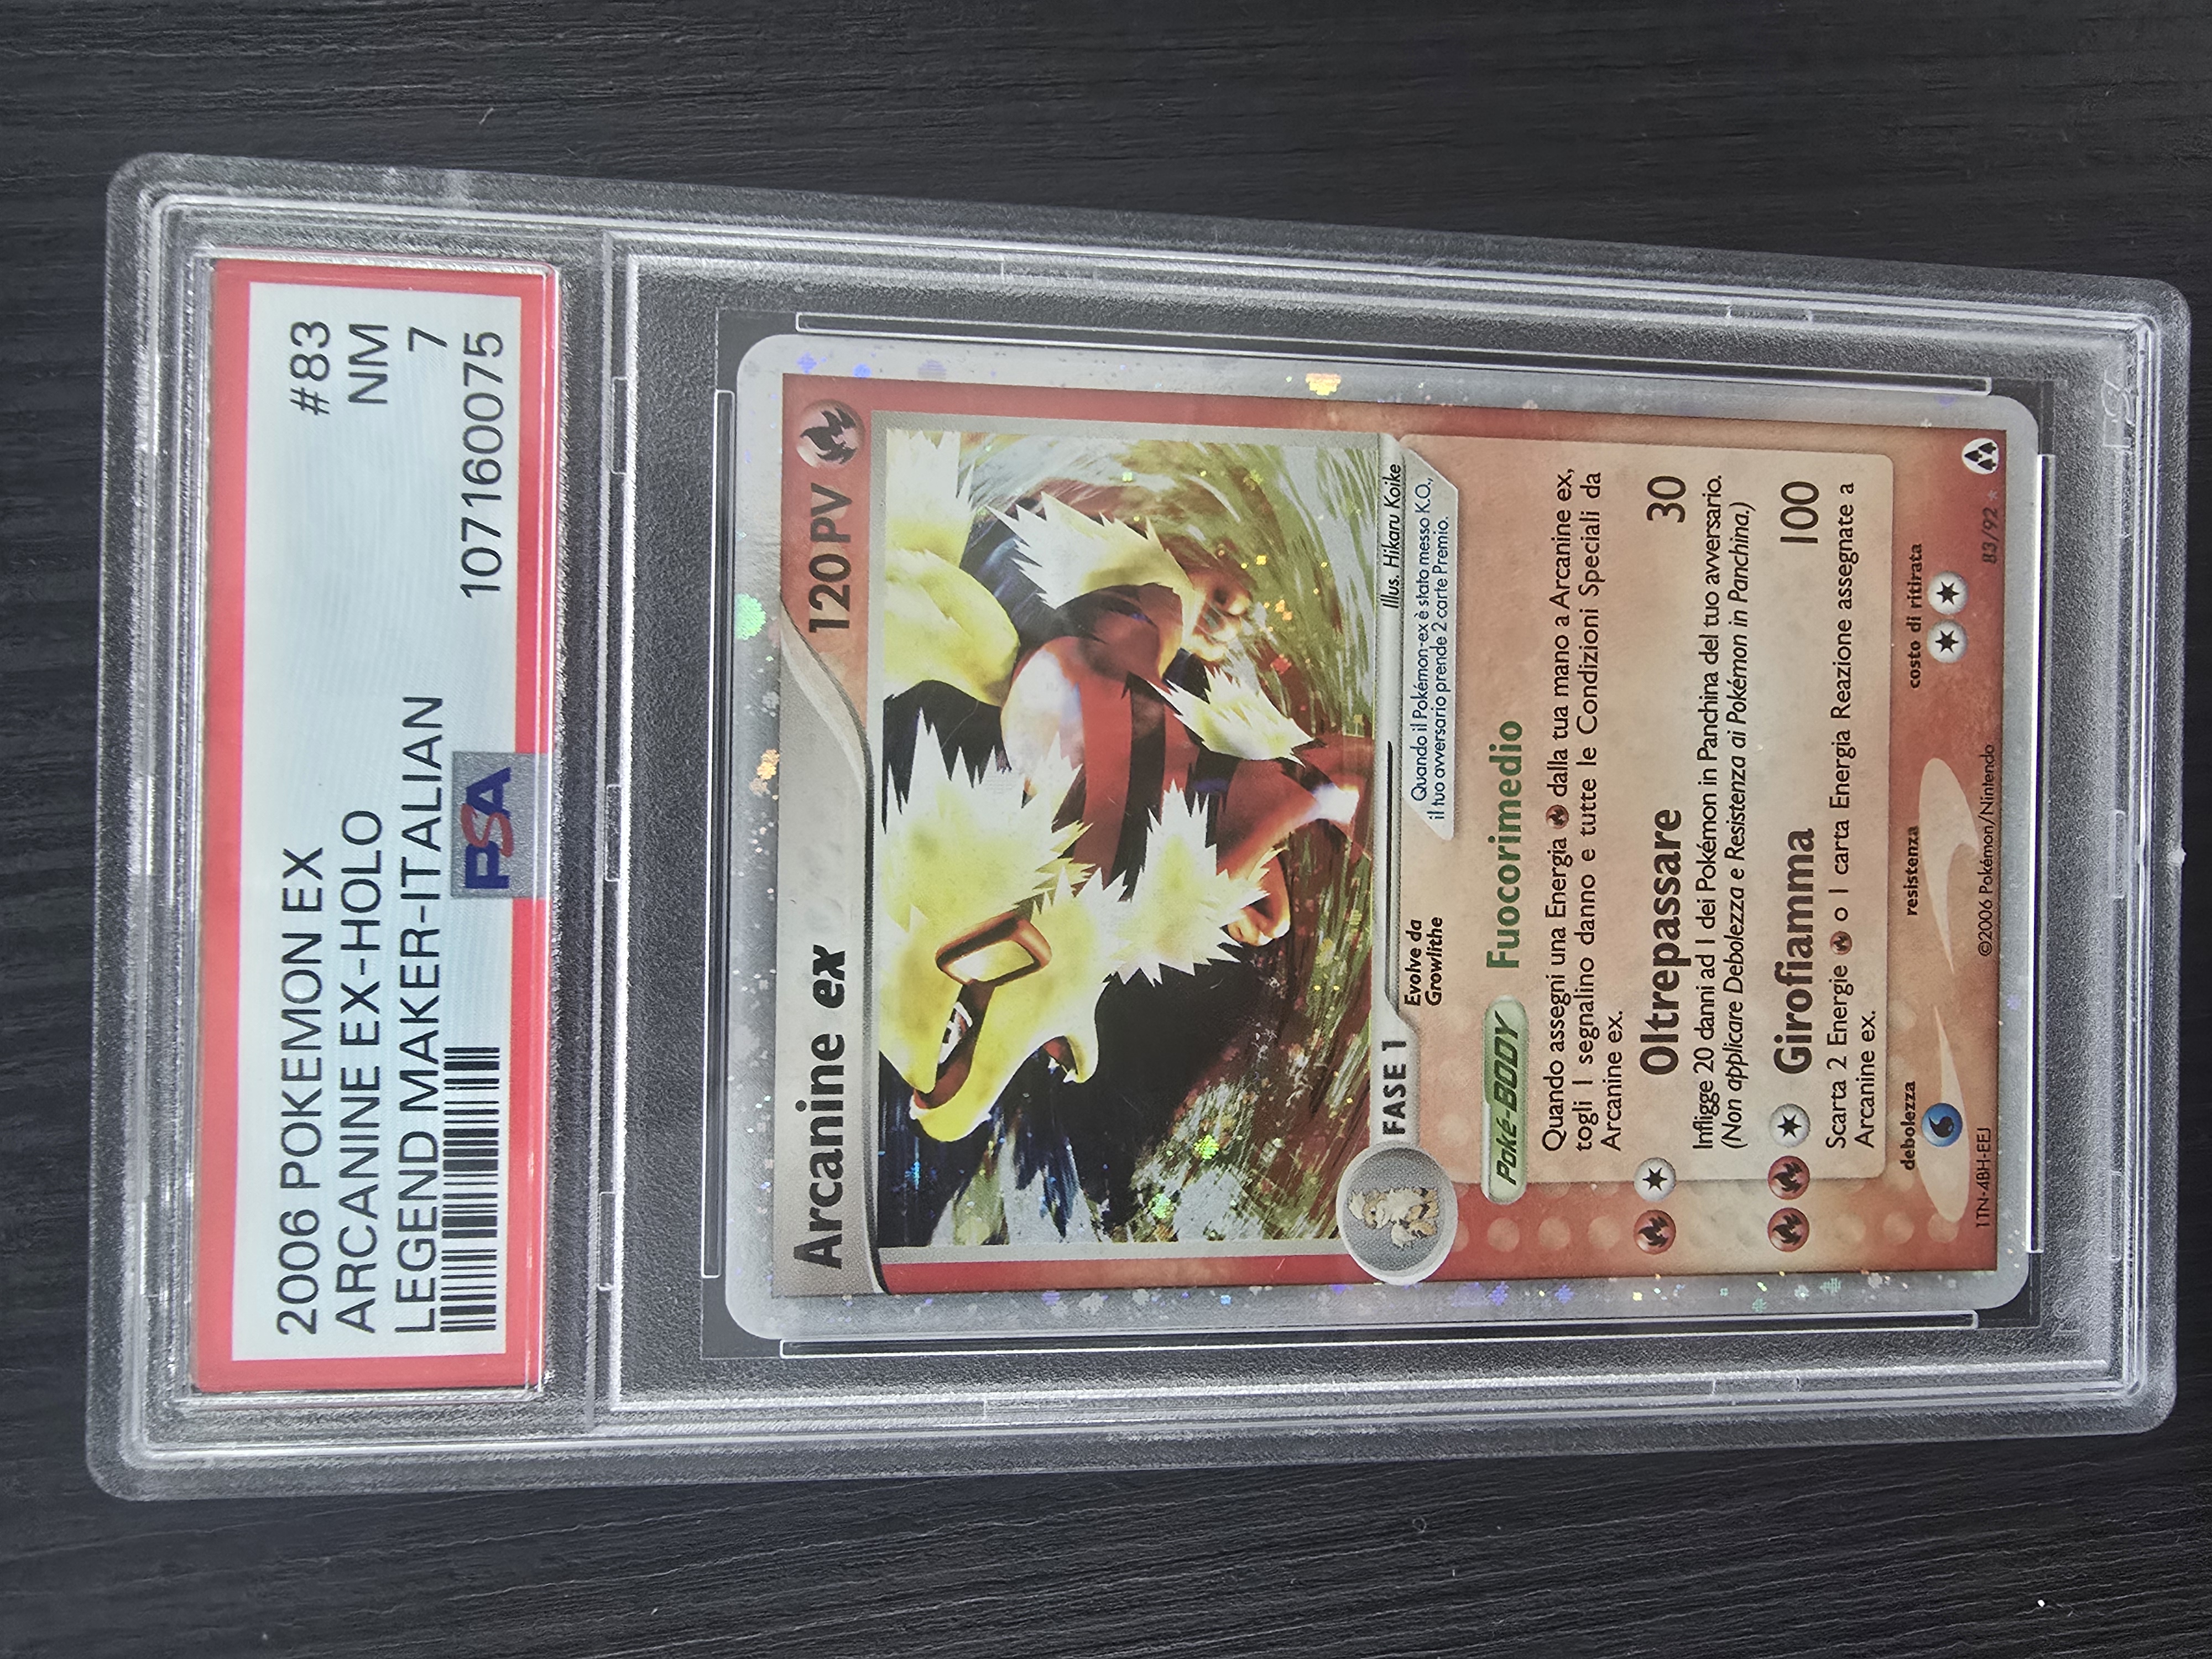 2006 POKEMON EX #83
ARCANINE EX-HOLO NM
LEGEND MAKER-ITALIAN 7
107160075
PSA
Arcanine ex 120 PV
Illus. Hikaru Koike
FASE 1
Evolve da
Growlithe
Quando il Pokémon-ex è stato messo K.O.,
il tuo avversario prende 2 carte Premio.
Poké-BODY Fuocorimedio
Quando assegni una Energia dalla tua mano a Arcanine ex,
togli 1 segnalino danno e tutte le Condizioni Speciali da
Arcanine ex.
Oltrepassare 30
Infligge 20 danni ad 1 dei Pokémon in Panchina del tuo avversario.
(Non applicare Debolezza e Resistenza ai Pokémon in Panchina.)
Girofiamma 100
Scarta 2 Energie o 1 carta Energia Reazione assegnate a
Arcanine ex.
debolezza resistenza costo di ritirata
1TN-4BH-EEJ ©2006 Pokémon/Nintendo 83/92